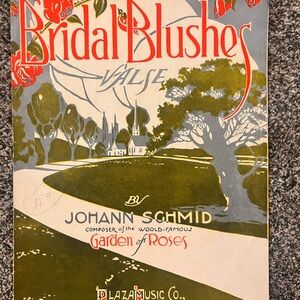 Bridal Blushes
VALSE
BY
JOHANN SCHMID
COMPOSER of the WORLD-FAMOUS
Garden of Roses
PLAZA MUSIC CO.,